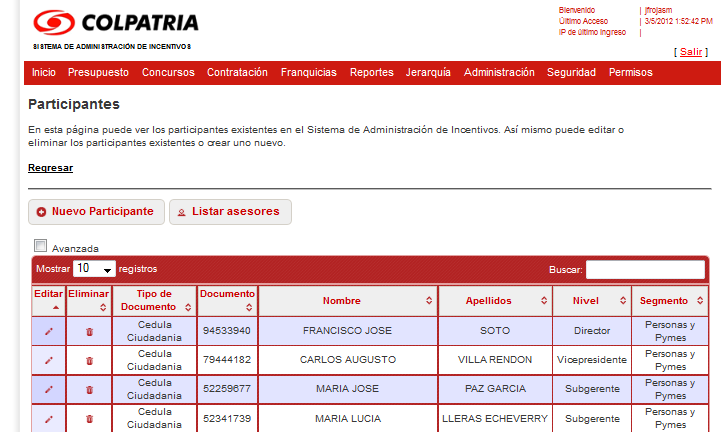 COLPATRIA
SISTEMA DE ADMINISTRACIÓN DE INCENTIVOS
Bienvenido | jfrojasm
Último Acceso | 3/5/2012 1:52:42 PM
IP de último Ingreso |
[ Salir ]
Inicio Presupuesto Concursos Contratación Franquicias Reportes Jerarquía Administración Seguridad Permisos
Participantes
En esta página puede ver los participantes existentes en el Sistema de Administración de Incentivos. Así mismo puede editar o
eliminar los participantes existentes o crear uno nuevo.
Regresar
Nuevo Participante Listar asesores
Avanzada
Mostrar 10 registros Buscar:
Editar Eliminar Tipo de Documento Documento Nombre Apellidos Nivel Segmento
Cedula Ciudadania 94533940 FRANCISCO JOSE SOTO Director Personas y Pymes
Cedula Ciudadania 79444182 CARLOS AUGUSTO VILLA RENDON Vicepresidente Personas y Pymes
Cedula Ciudadania 52259677 MARIA JOSE PAZ GARCIA Subgerente Personas y Pymes
Cedula Ciudadania 52341739 MARIA LUCIA LLERAS ECHEVERRY Subgerente Personas y Pymes